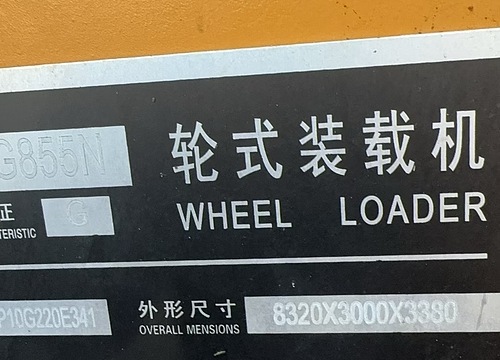 轮式装载机
G855N
WHEEL LOADER
正 G
TERISTIC
P10G220E341 外形尺寸 8320X3000X3380
OVERALL MENSIONS